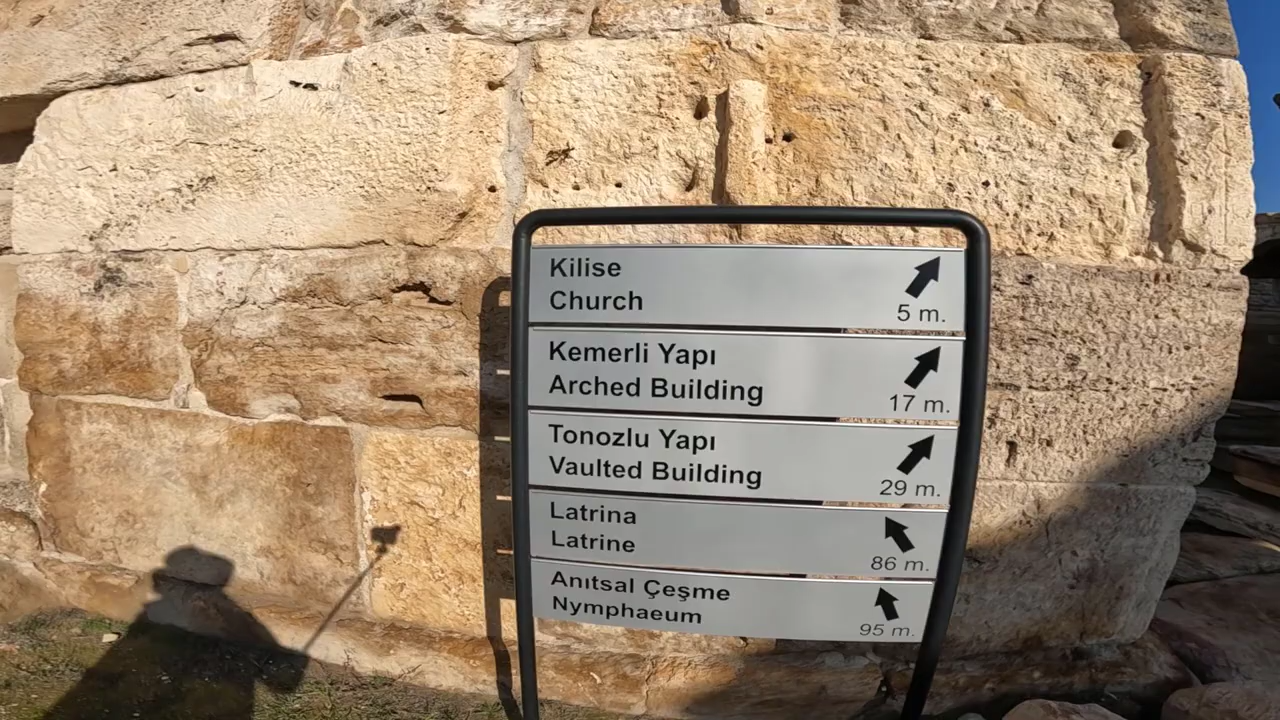 Kilise
Church
5 m.
Kemerli Yapı
Arched Building
17 m.
Tonozlu Yapı
Vaulted Building
29 m.
Latrina
Latrine
86 m.
Anıtsal Çeşme
Nymphaeum
95 m.